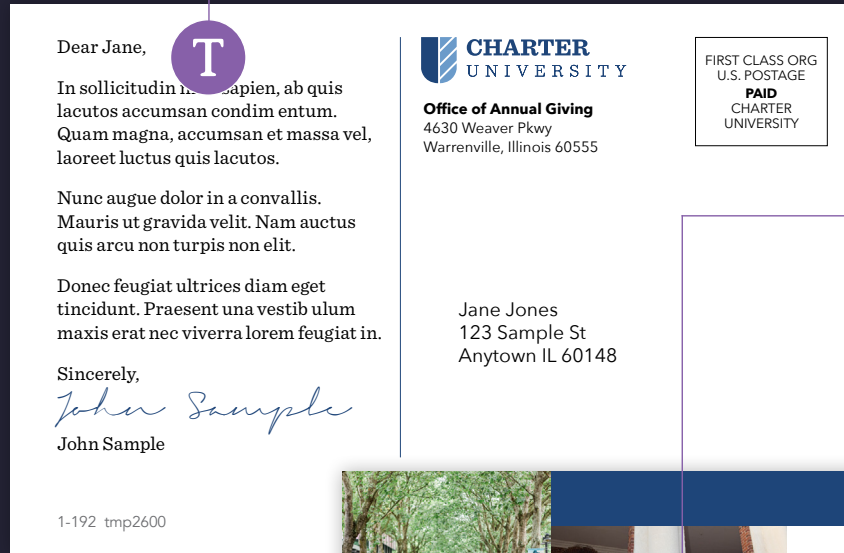 Dear Jane,
T
In sollicitudin sapien, ab quis
lacutos accumsan condim entum.
Quam magna, accumsan et massa vel,
laoreet luctus quis lacutos.
Nunc augue dolor in a convallis.
Mauris ut gravida velit. Nam auctus
quis arcu non turpis non elit.
Donec feugiat ultrices diam eget
tincidunt. Praesent una vestib ulum
maxis erat nec viverra lorem feugiat in.
Sincerely,
John Sample
John Sample
1-192 tmp2600
CHARTER
UNIVERSITY
Office of Annual Giving
4630 Weaver Pkwy
Warrenville, Illinois 60555
FIRST CLASS ORG
U.S. POSTAGE
PAID
CHARTER
UNIVERSITY
Jane Jones
123 Sample St
Anytown IL 60148